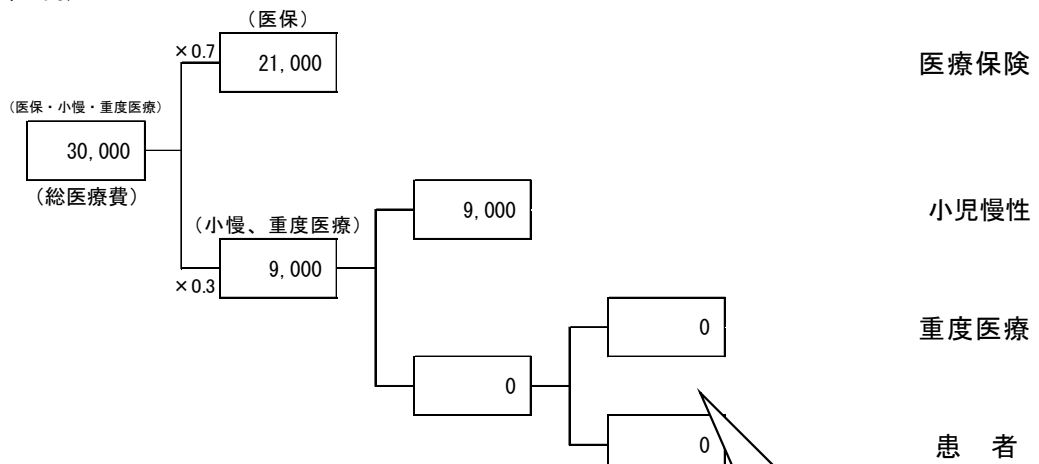 (医保)
×0.7
21,000
医療保険
(医保・小慢・重度医療)
30,000
(総医療費)
9,000
小児慢性
(小慢、重度医療)
9,000
×0.3
0
重度医療
0
0
患 者